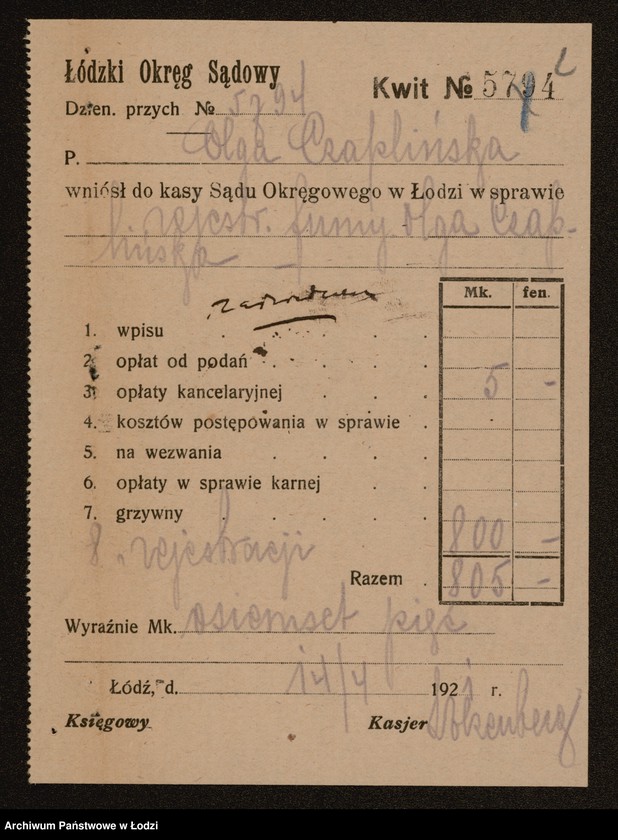 Łódzki Okręg Sądowy
Kwit № 5794
Dzien. przych № 5794
P. Olga Czaplińska
wniósł do kasy Sądu Okręgowego w Łodzi w sprawie
rejestr. firmy Olga Czap-
lińska
Mk. fen.
1. wpisu
2. opłat od podań
3. opłaty kancelaryjnej 5 -
4. kosztów postępowania w sprawie
5. na wezwania
6. opłaty w sprawie karnej
7. grzywny
8. rejestracji 800 -
Razem 805 -
Wyraźnie Mk. osiemset pięć
Łódź, d. 14/4 1921 r.
Księgowy Kasjer
Archiwum Państwowe w Łodzi